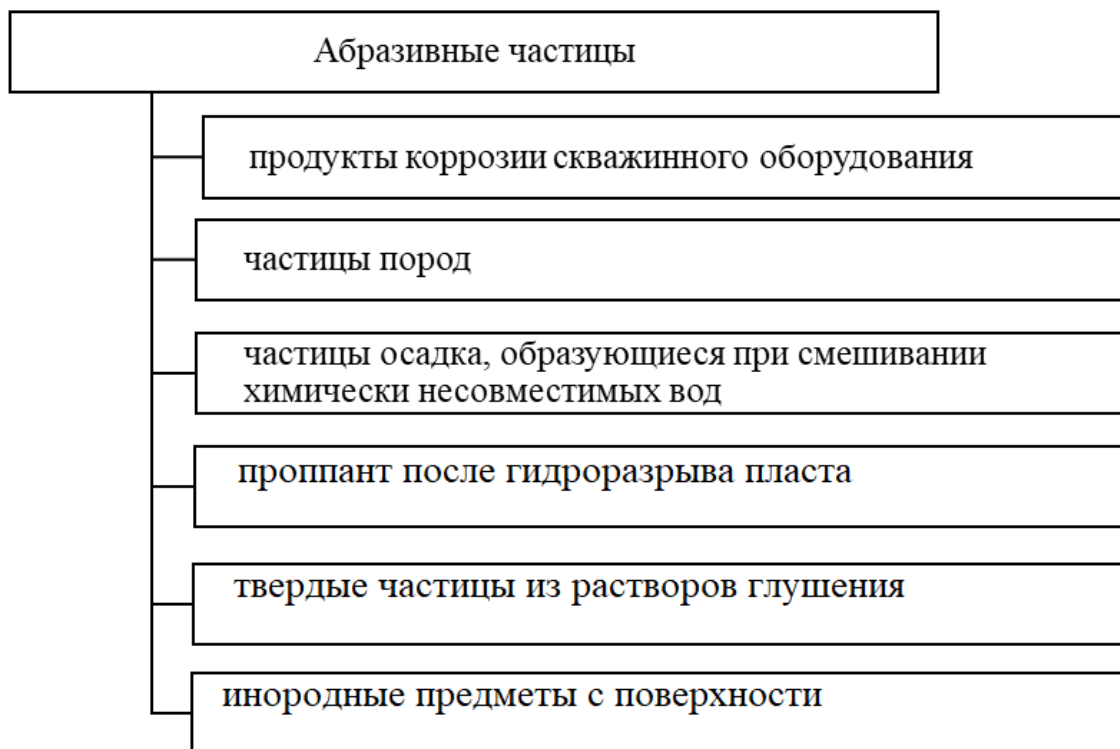 Абразивные частицы
продукты коррозии скважинного оборудования
частицы пород
частицы осадка, образующиеся при смешивании
химически несовместимых вод
проппант после гидроразрыва пласта
твердые частицы из растворов глушения
инородные предметы с поверхности